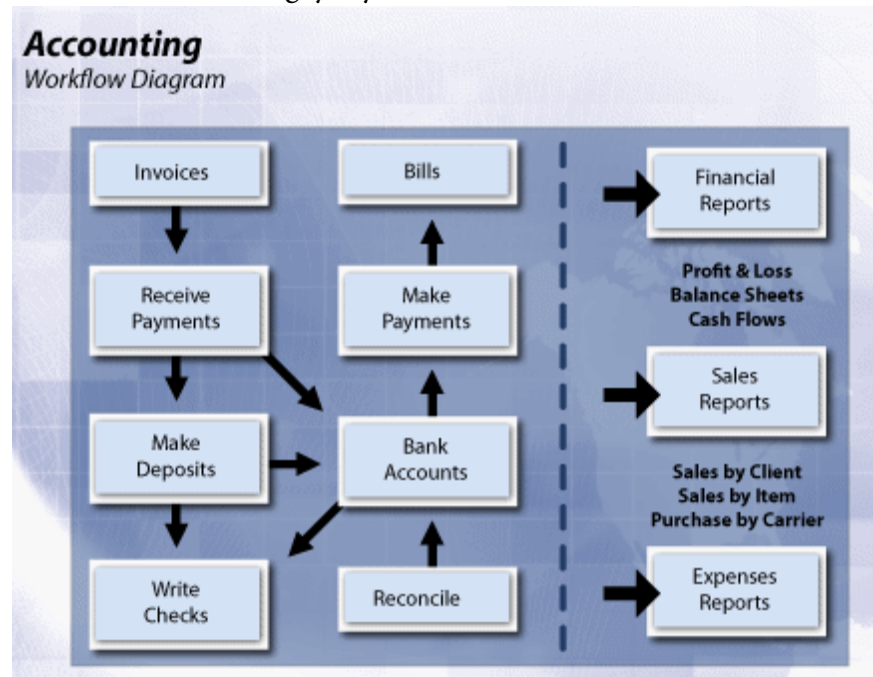 Accounting
Workflow Diagram
Invoices
Bills
Financial
Reports
Receive
Payments
Make
Payments
Profit & Loss
Balance Sheets
Cash Flows
Sales
Reports
Make
Deposits
Bank
Accounts
Sales by Client
Sales by Item
Purchase by Carrier
Write
Checks
Reconcile
Expenses
Reports